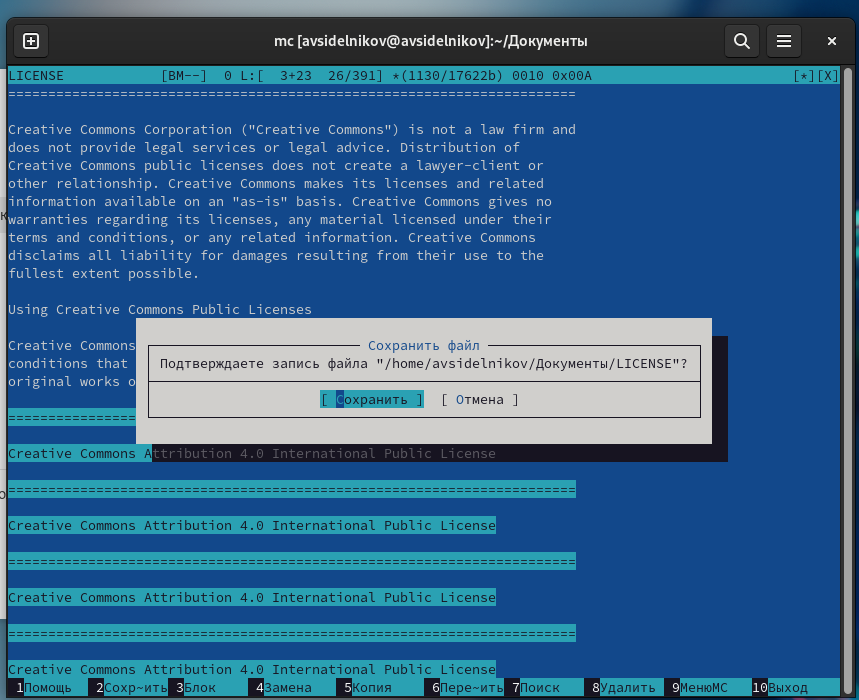 mc [avsidelnikov@avsidelnikov]:~/Документы
LICENSE [BM--] 0 L:[ 3+23 26/391] *(1130/17622b) 0010 0x00A [*][X]
=======================================================================
Creative Commons Corporation ("Creative Commons") is not a law firm and
does not provide legal services or legal advice. Distribution of
Creative Commons public licenses does not create a lawyer-client or
other relationship. Creative Commons makes its licenses and related
information available on an "as-is" basis. Creative Commons gives no
warranties regarding its licenses, any material licensed under their
terms and conditions, or any related information. Creative Commons
disclaims all liability for damages resulting from their use to the
fullest extent possible.
Using Creative Commons Public Licenses
Creative Commons
conditions that
original works o
Сохранить файл
Подтверждаете запись файла "/home/avsidelnikov/Документы/LICENSE"?
[ Сохранить ] [ Отмена ]
================
Creative Commons Attribution 4.0 International Public License
=======================================================================
Creative Commons Attribution 4.0 International Public License
=======================================================================
Creative Commons Attribution 4.0 International Public License
=======================================================================
Creative Commons Attribution 4.0 International Public License
1Помощь 2Сохр~ить 3Блок 4Замена 5Копия 6Пере~ить 7Поиск 8Удалить 9МенюMC 10Выход